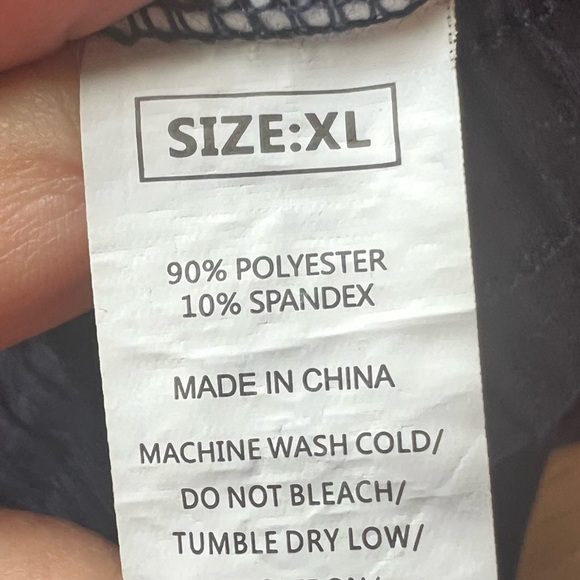 SIZE:XL
90% POLYESTER
10% SPANDEX
MADE IN CHINA
MACHINE WASH COLD/
DO NOT BLEACH/
TUMBLE DRY LOW/